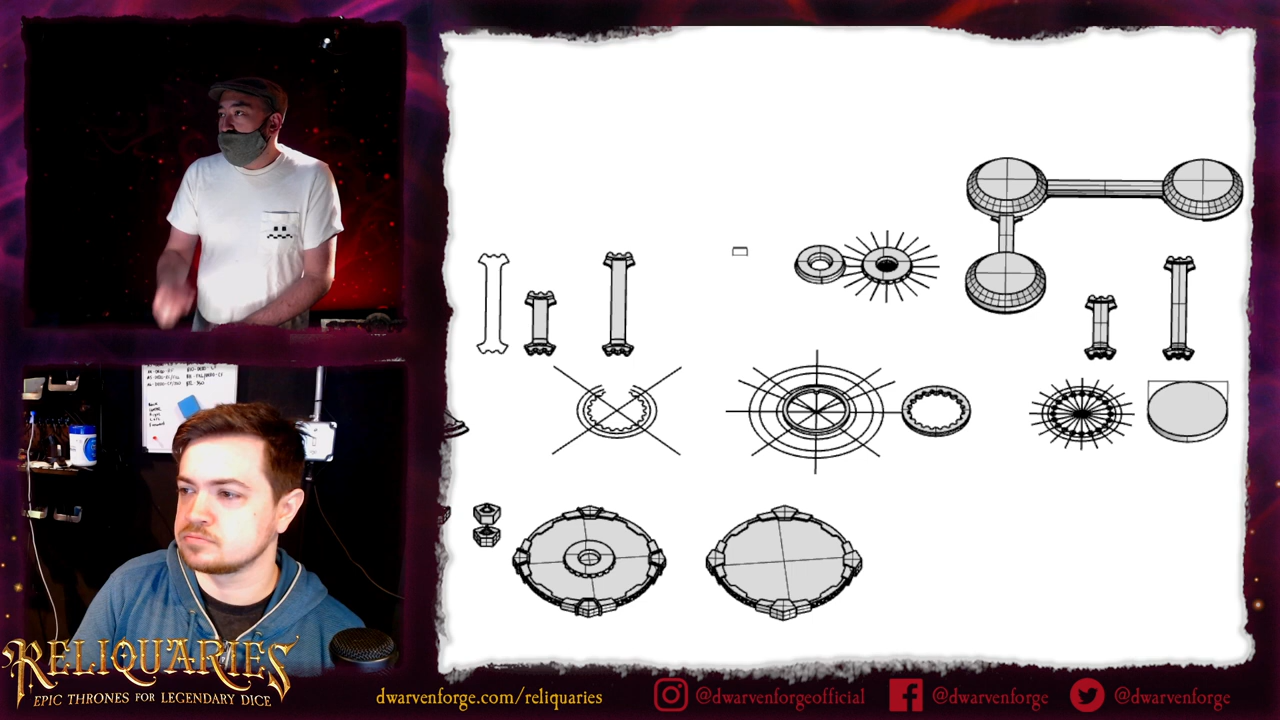 RELIQUARIES
EPIC THRONES FOR LEGENDARY DICE
dwarvenforge.com/reliquaries
@dwarvenforgeofficial
@dwarvenforge
@dwarvenforge